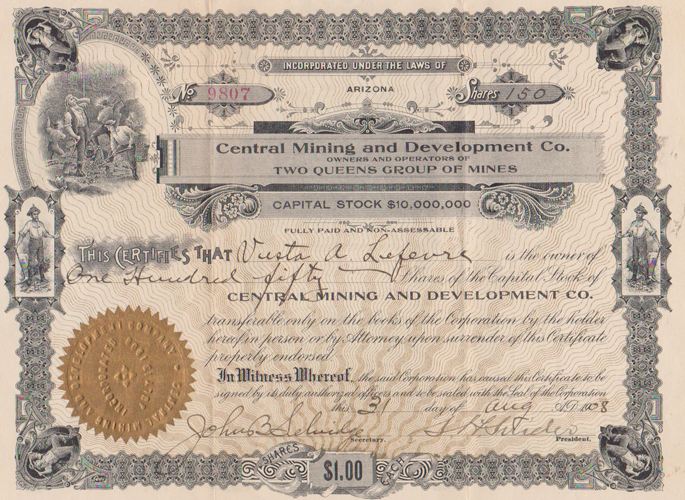 INCORPORATED UNDER THE LAWS OF
ARIZONA
No. 9807
Shares 150
Central Mining and Development Co.
OWNERS AND OPERATORS OF
TWO QUEENS GROUP OF MINES
CAPITAL STOCK $10,000,000
FULLY PAID AND NON-ASSESSABLE
THIS CERTIFIES THAT Vesta A Lefevre is the owner of
One Hundred fifty Shares of the Capital Stock of
CENTRAL MINING AND DEVELOPMENT CO.
transferable only on the books of the Corporation by the holder
hereof in person or by Attorney upon surrender of this Certificate
properly endorsed.
In Witness Whereof, the said Corporation has caused this Certificate to be
signed by its duly authorized officers and to be sealed with the Seal of the Corporation
this 31 day of Aug A.D. 1908
John B
Secretary.
President.
SHARES
$1.00